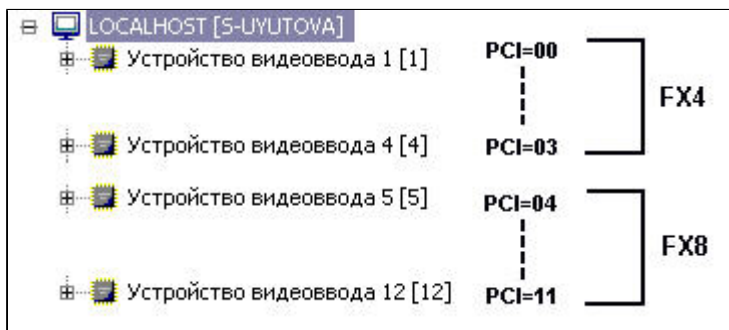 LOCALHOST [S-UYUTOVA]
Устройство видеоввода 1 [1] PCI=00
FX4
Устройство видеоввода 4 [4] PCI=03
Устройство видеоввода 5 [5] PCI=04
FX8
Устройство видеоввода 12 [12] PCI=11